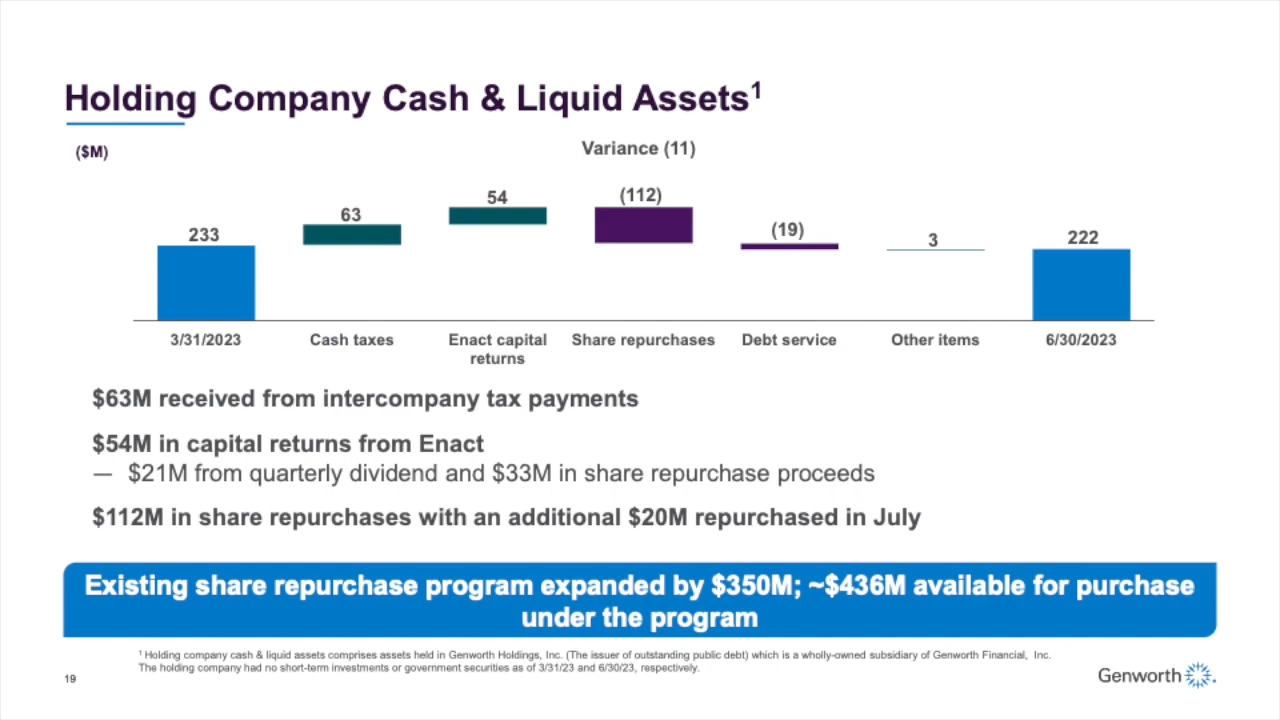 Holding Company Cash & Liquid Assets¹
($M)
Variance (11)
233
63
54
(112)
(19)
3
222
3/31/2023
Cash taxes
Enact capital
returns
Share repurchases
Debt service
Other items
6/30/2023
$63M received from intercompany tax payments
$54M in capital returns from Enact
— $21M from quarterly dividend and $33M in share repurchase proceeds
$112M in share repurchases with an additional $20M repurchased in July
Existing share repurchase program expanded by $350M; ~$436M available for purchase
under the program
¹ Holding company cash & liquid assets comprises assets held in Genworth Holdings, Inc. (The issuer of outstanding public debt) which is a wholly-owned subsidiary of Genworth Financial, Inc.
The holding company had no short-term investments or government securities as of 3/31/23 and 6/30/23, respectively.
19
Genworth